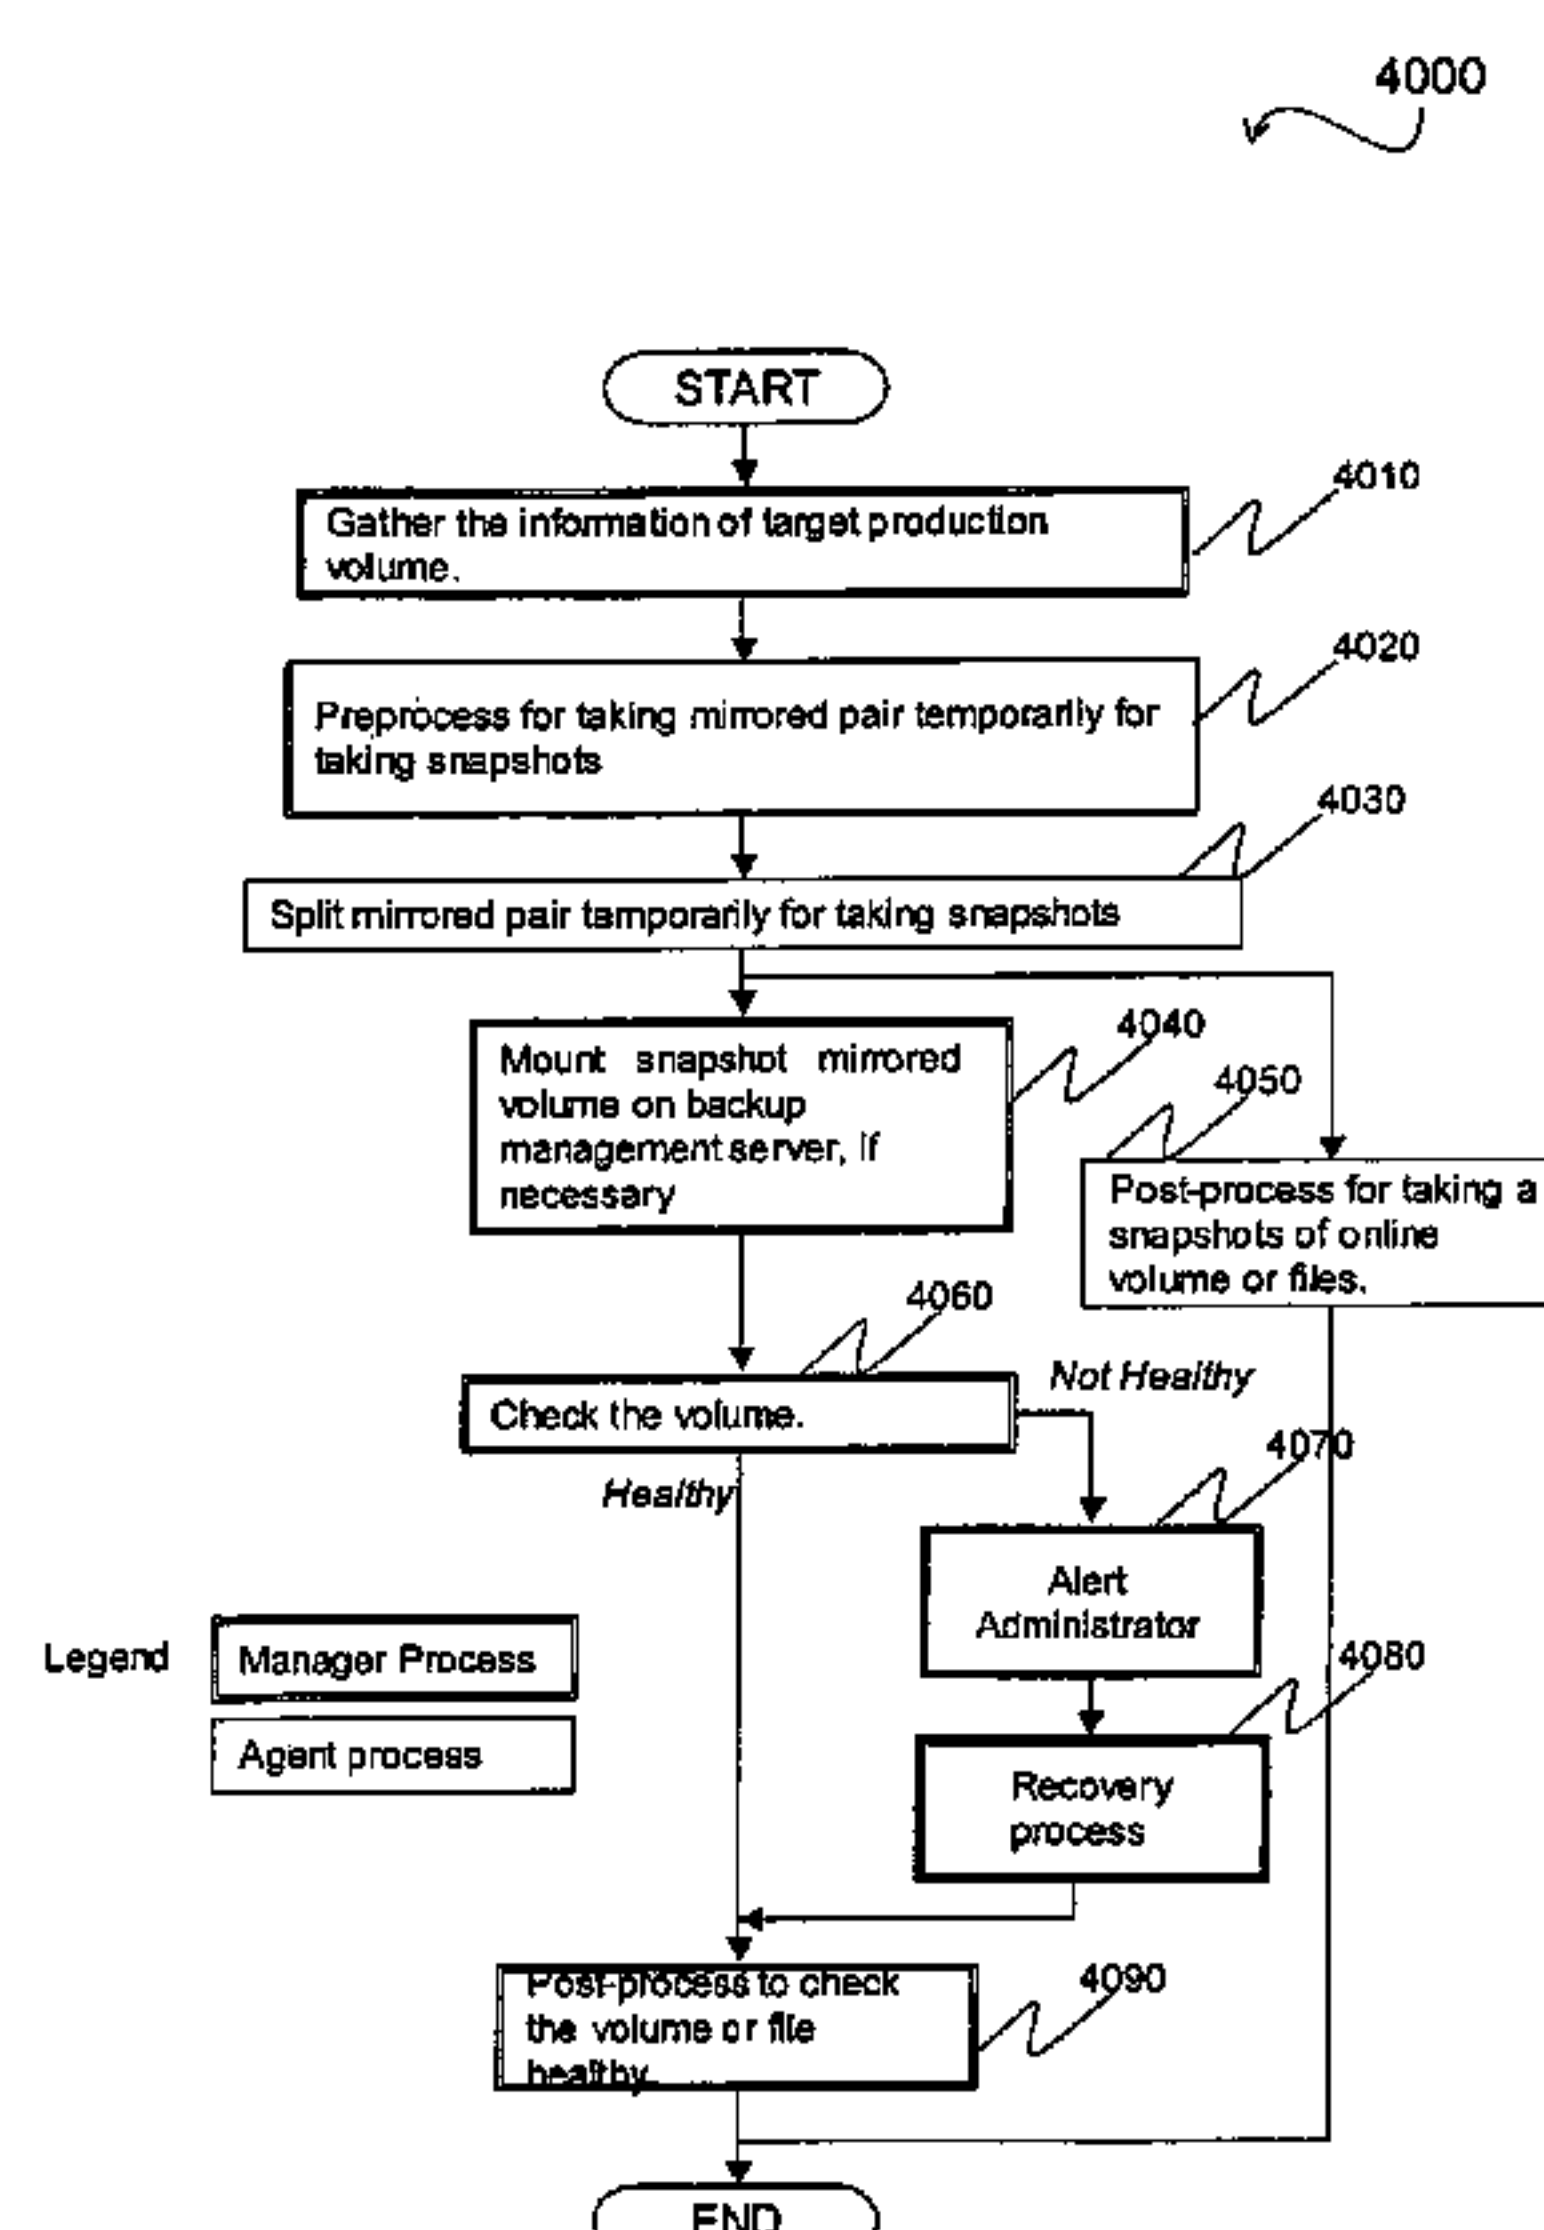 4000
START
4010
Gather the information of target production
volume.
4020
Preprocess for taking mirrored pair temporarily for
taking snapshots
4030
Split mirrored pair temporarily for taking snapshots
4040
Mount snapshot mirrored
volume on backup
management server, if
necessary
4050
Post-process for taking a
snapshots of online
volume or files.
4060
Check the volume.
Not Healthy
Healthy
4070
Alert
Administrator
Legend
Manager Process
Agent process
4080
Recovery
process
4090
Post-process to check
the volume or file
healthy.
END